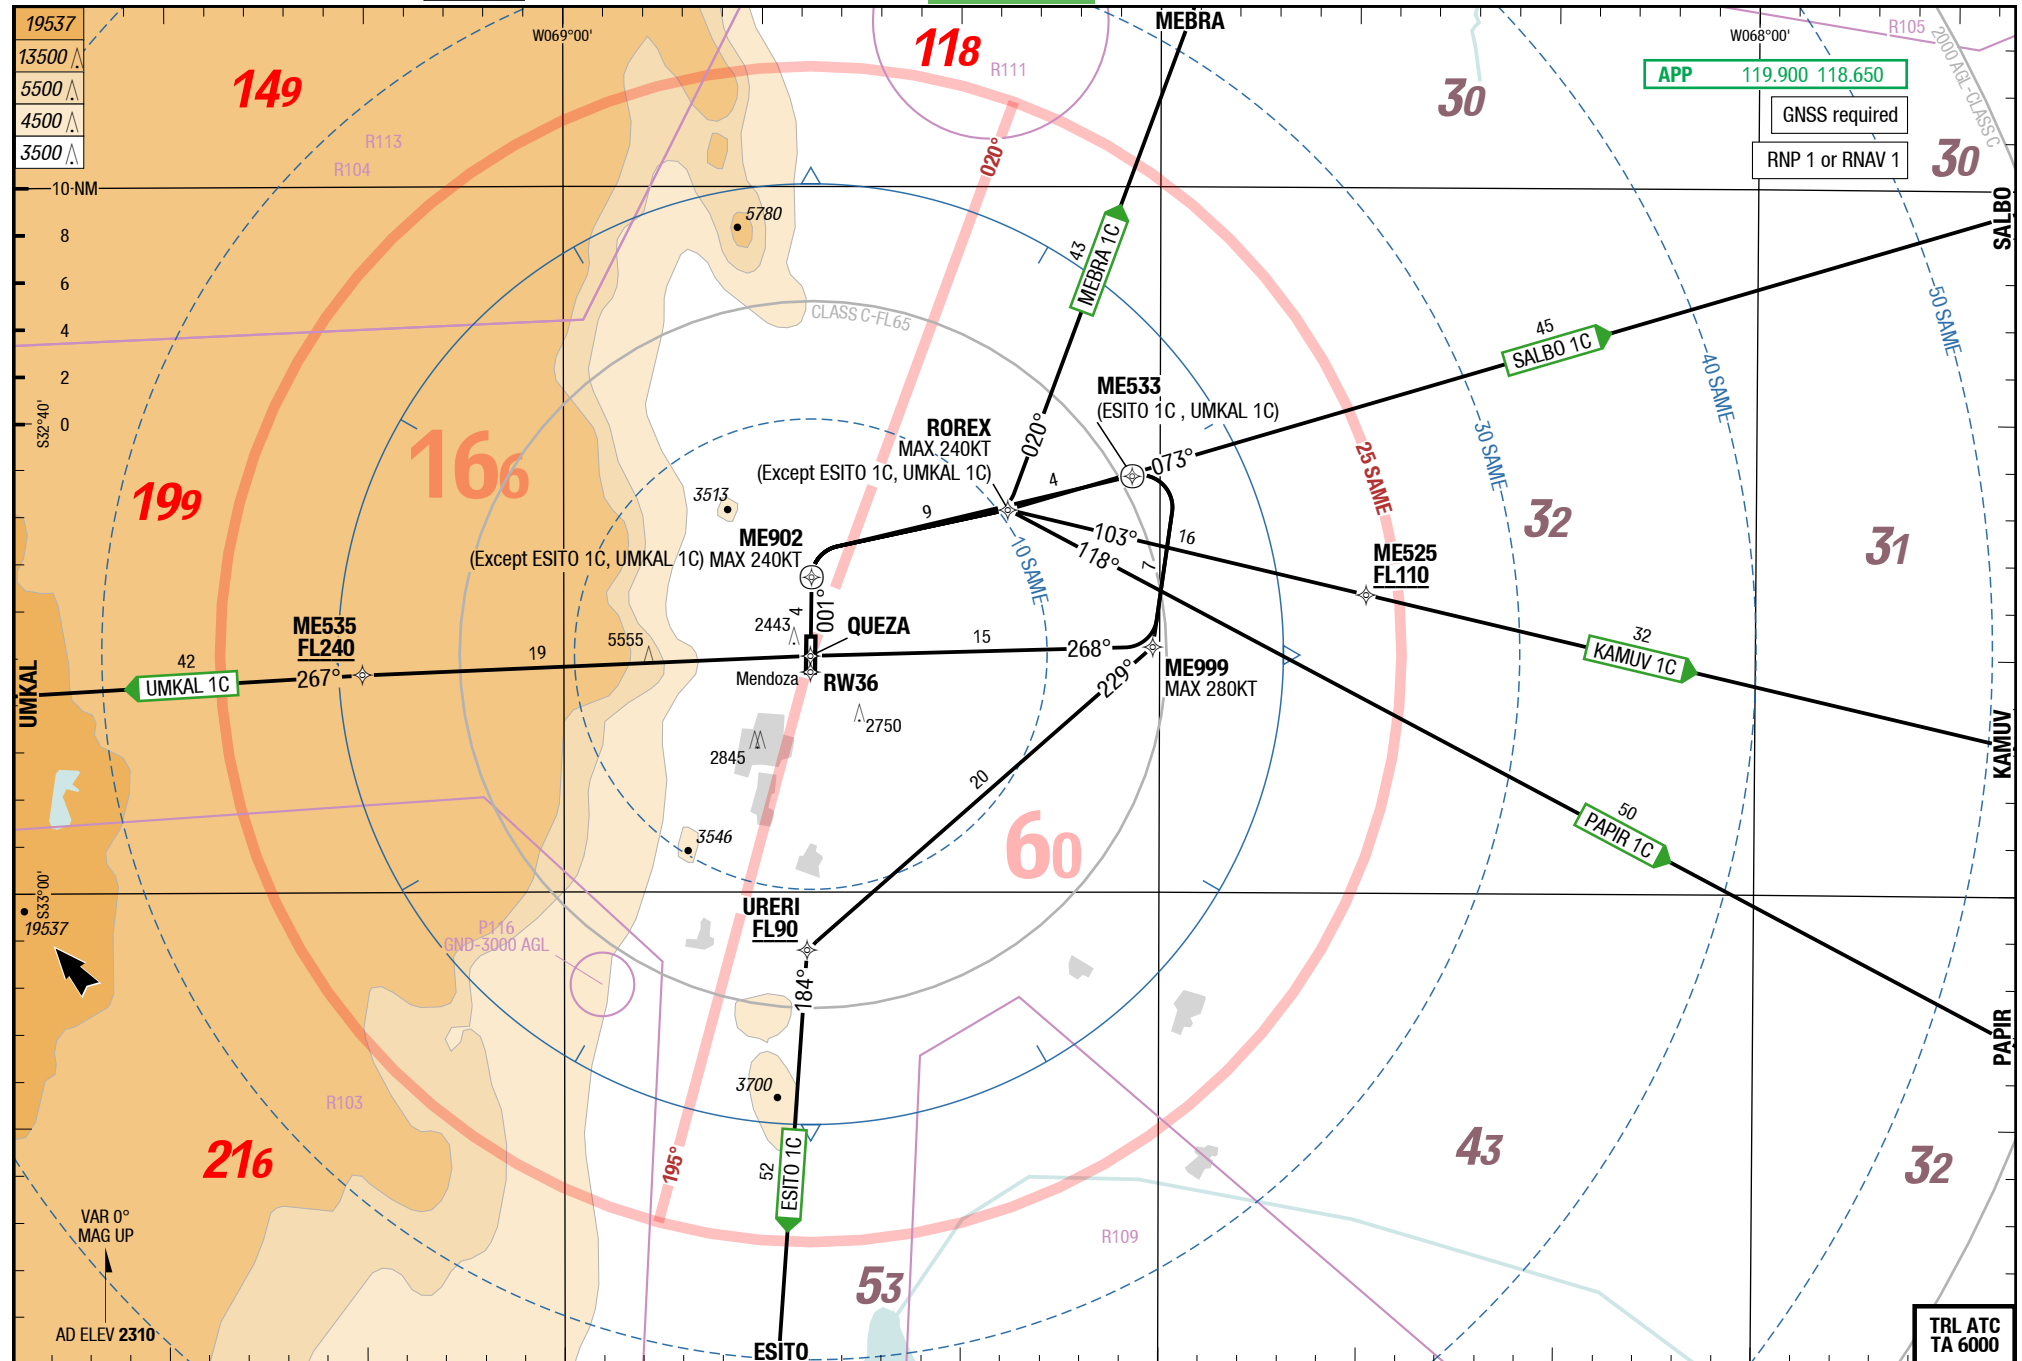 19537
13500
5500
4500
3500
149
118
MEBRA
W069°00'
W068°00'
R105
R111
R113
R104
30
2000 AGL-CLASS C
APP 119.900 118.650
GNSS required
RNP 1 or RNAV 1
30
020°
10 NM
8
6
4
2
0
S32°40'
5780
43
MEBRA 1C
SALBO
CLASS C-FL65
50 SAME
45
SALBO 1C
40 SAME
ME533
(ESITO 1C , UMKAL 1C)
ROREX
MAX 240KT
(Except ESITO 1C, UMKAL 1C)
020°
073°
4
30 SAME
25 SAME
166
199
3513
9
32
31
ME902
(Except ESITO 1C, UMKAL 1C) MAX 240KT
10 SAME
103°
118°
16
7
ME525
FL110
4
001°
2443
QUEZA
5555
ME535
FL240
19
15
268°
267°
42
UMKAL 1C
UMKAL
Mendoza
RW36
229°
ME999
MAX 280KT
32
KAMUV 1C
KAMUV
2750
2845
20
3546
60
50
PAPIR 1C
S33°00'
19537
URERI
FL90
P116
GND-3000 AGL
184°
PAPIR
3700
R103
195°
52
ESITO 1C
216
43
32
VAR 0°
MAG UP
R109
53
AD ELEV 2310
ESITO
TRL ATC
TA 6000